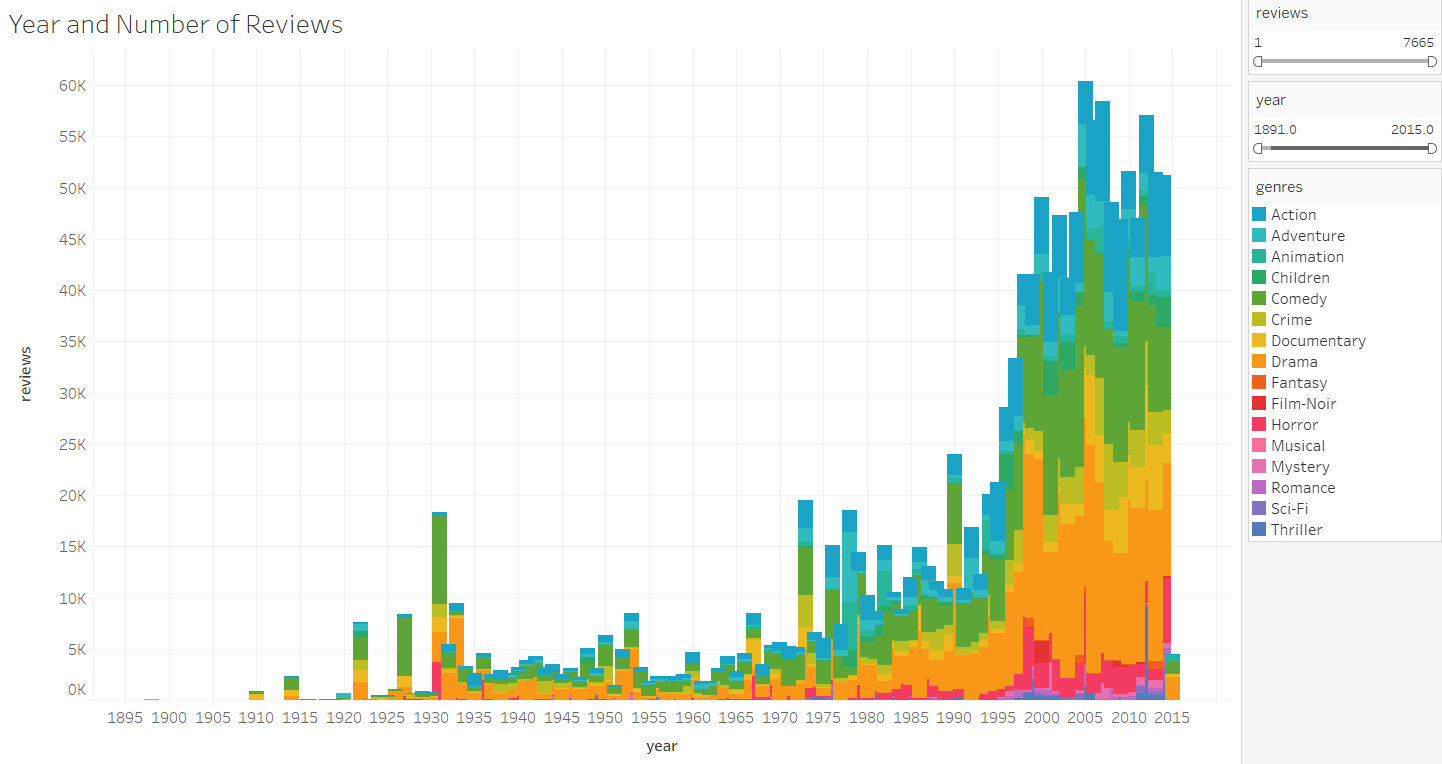 Year and Number of Reviews
60K
55K
50K
45K
40K
35K
30K
25K
20K
15K
10K
5K
0K
reviews
1895 1900 1905 1910 1915 1920 1925 1930 1935 1940 1945 1950 1955 1960 1965 1970 1975 1980 1985 1990 1995 2000 2005 2010 2015
year
reviews
1 7665
year
1891.0 2015.0
genres
Action
Adventure
Animation
Children
Comedy
Crime
Documentary
Drama
Fantasy
Film-Noir
Horror
Musical
Mystery
Romance
Sci-Fi
Thriller